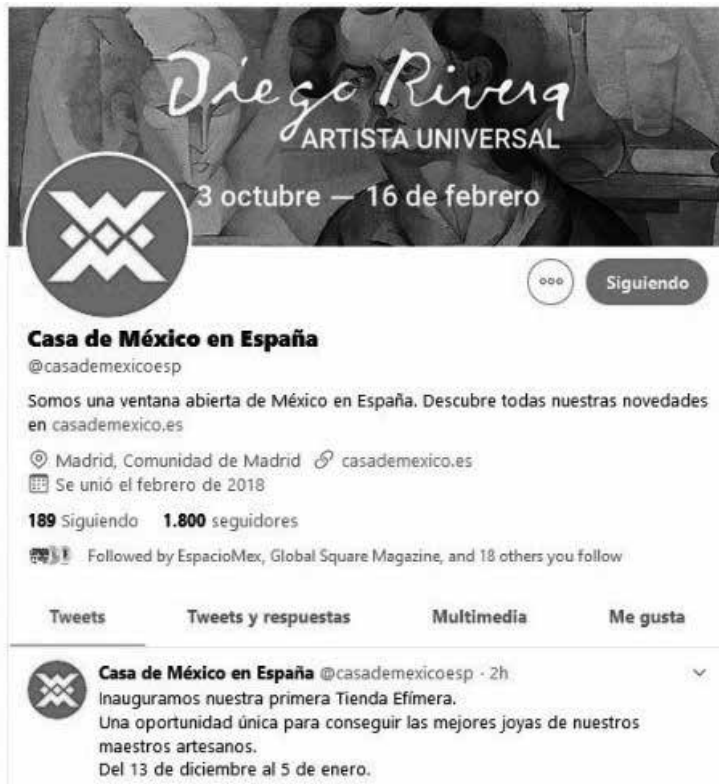 Diego Rivera
ARTISTA UNIVERSAL
3 octubre — 16 de febrero
Siguiendo
Casa de México en España
@casademexicoesp
Somos una ventana abierta de México en España. Descubre todas nuestras novedades
en casademexico.es
Madrid, Comunidad de Madrid casademexico.es
Se unió el febrero de 2018
189 Siguiendo 1.800 seguidores
Followed by EspacioMex, Global Square Magazine, and 18 others you follow
Tweets Tweets y respuestas Multimedia Me gusta
Casa de México en España @casademexicoesp · 2h
Inauguramos nuestra primera Tienda Efímera.
Una oportunidad única para conseguir las mejores joyas de nuestros
maestros artesanos.
Del 13 de diciembre al 5 de enero.